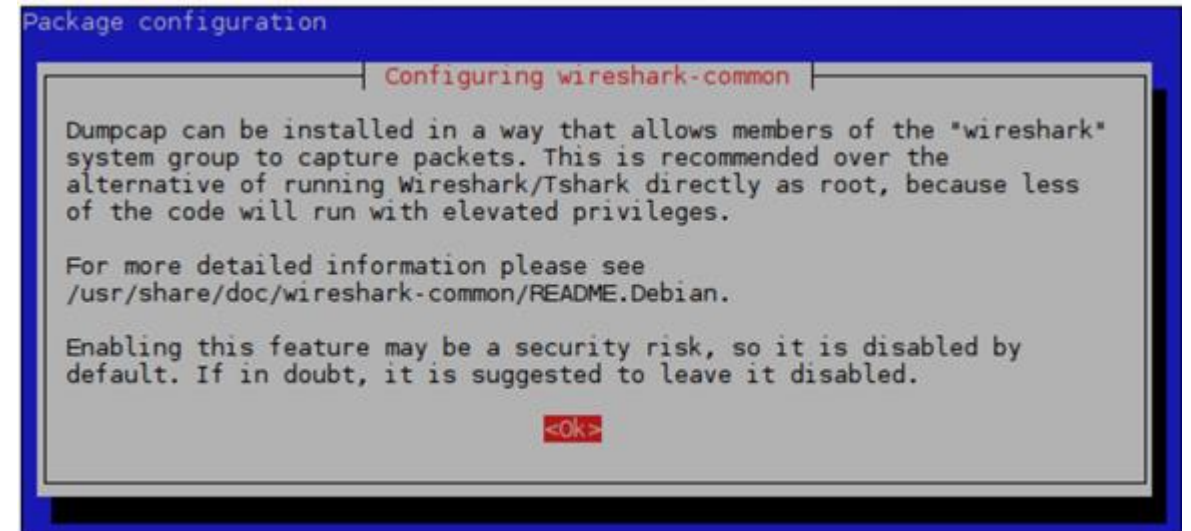 Package configuration
Configuring wireshark-common
Dumpcap can be installed in a way that allows members of the "wireshark"
system group to capture packets. This is recommended over the
alternative of running Wireshark/Tshark directly as root, because less
of the code will run with elevated privileges.
For more detailed information please see
/usr/share/doc/wireshark-common/README.Debian.
Enabling this feature may be a security risk, so it is disabled by
default. If in doubt, it is suggested to leave it disabled.
<Ok>